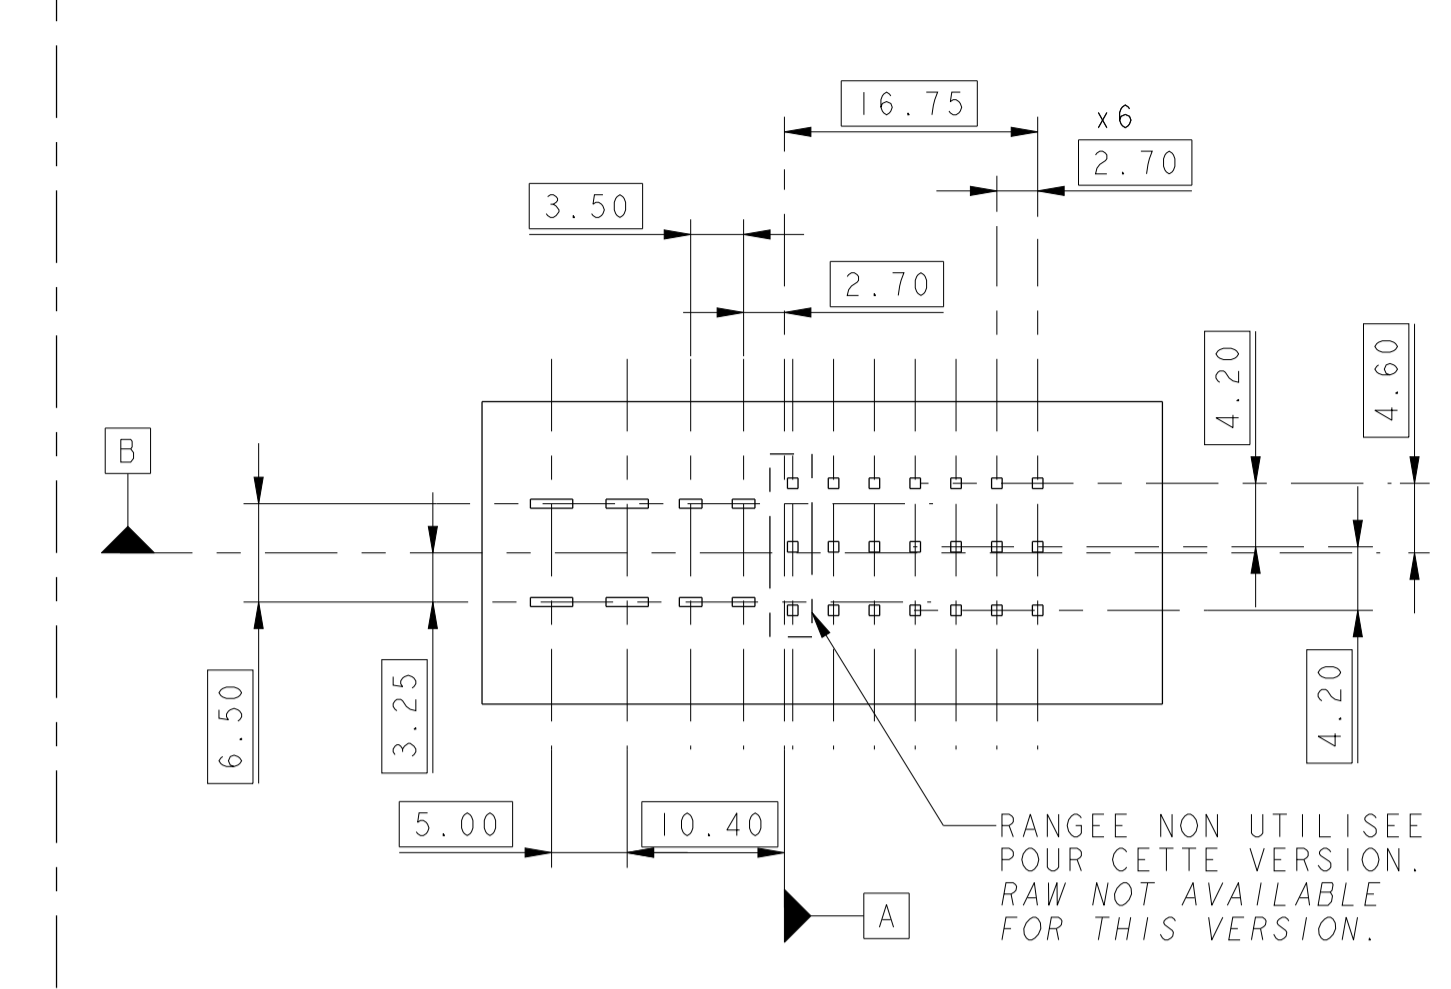 16.75
x6
2.70
3.50
2.70
4.20
4.60
B
6.50
3.25
4.20
5.00
10.40
RANGEE NON UTILISEE
POUR CETTE VERSION.
RAW NOT AVAILABLE
FOR THIS VERSION.
A